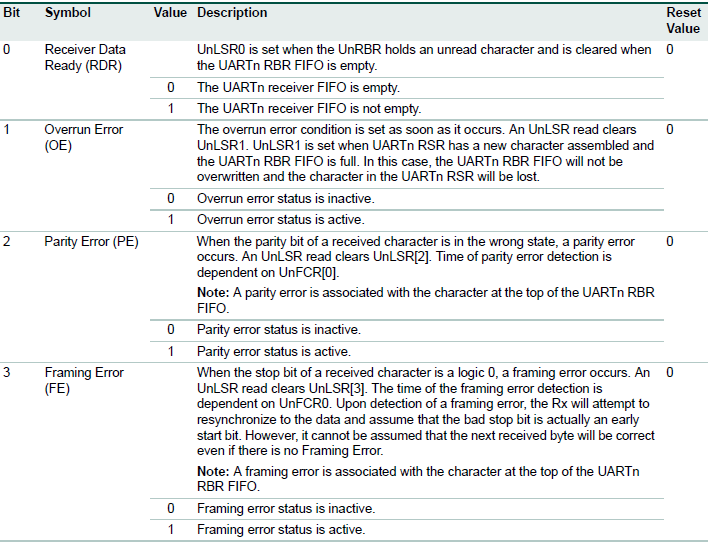 Bit Symbol Value Description Reset Value
0 Receiver Data Ready (RDR) UnLSR0 is set when the UnRBR holds an unread character and is cleared when 0
the UARTn RBR FIFO is empty.
0 The UARTn receiver FIFO is empty.
1 The UARTn receiver FIFO is not empty.
1 Overrun Error (OE) The overrun error condition is set as soon as it occurs. An UnLSR read clears 0
UnLSR1. UnLSR1 is set when UARTn RSR has a new character assembled and
the UARTn RBR FIFO is full. In this case, the UARTn RBR FIFO will not be
overwritten and the character in the UARTn RSR will be lost.
0 Overrun error status is inactive.
1 Overrun error status is active.
2 Parity Error (PE) When the parity bit of a received character is in the wrong state, a parity error 0
occurs. An UnLSR read clears UnLSR[2]. Time of parity error detection is
dependent on UnFCR[0].
Note: A parity error is associated with the character at the top of the UARTn RBR
FIFO.
0 Parity error status is inactive.
1 Parity error status is active.
3 Framing Error (FE) When the stop bit of a received character is a logic 0, a framing error occurs. An 0
UnLSR read clears UnLSR[3]. The time of the framing error detection is
dependent on UnFCR0. Upon detection of a framing error, the Rx will attempt to
resynchronize to the data and assume that the bad stop bit is actually an early
start bit. However, it cannot be assumed that the next received byte will be correct
even if there is no Framing Error.
Note: A framing error is associated with the character at the top of the UARTn
RBR FIFO.
0 Framing error status is inactive.
1 Framing error status is active.